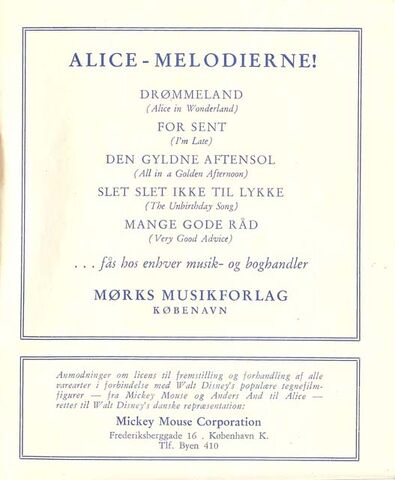 ALICE - MELODIERNE!
DRØMMELAND
(Alice in Wonderland)
FOR SENT
(I'm Late)
DEN GYLDNE AFTENSOL
(All in a Golden Afternoon)
SLET SLET IKKE TIL LYKKE
(The Unbirthday Song)
MANGE GODE RÅD
(Very Good Advice)
. . . fås hos enhver musik- og boghandler
MØRKS MUSIKFORLAG
KØBENAVN
Anmodninger om licens til fremstilling og forhandling af alle
varearter i forbindelse med Walt Disney's populære tegnefilm-
figurer — fra Mickey Mouse og Anders And til Alice —
rettes til Walt Disney's danske repræsentation:
Mickey Mouse Corporation
Frederiksberggade 16 . København K.
Tlf. Byen 410